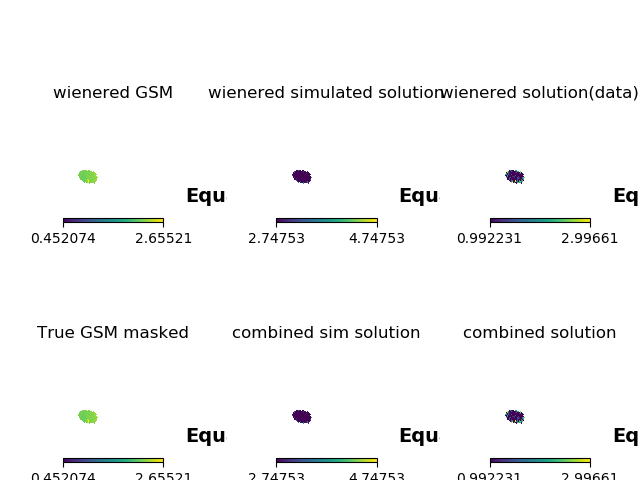 wienered GSM wienered simulated solution wienered solution(data)
Equ Equ Eq
0.452074 2.65521 2.74753 4.74753 0.992231 2.99661
True GSM masked combined sim solution combined solution
Equ Equ Eq
0.452074 2.65521 2.74753 4.74753 0.992231 2.99661